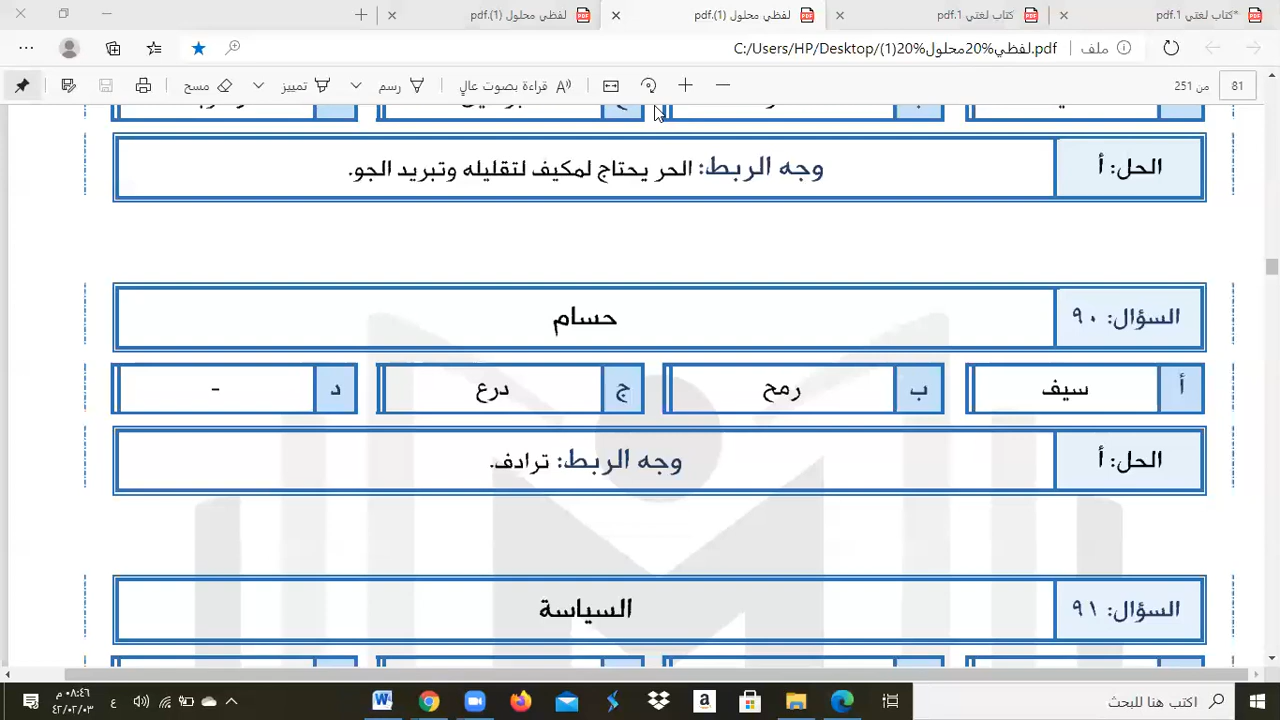 لفظي محلول (1).pdf
لفظي محلول (1).pdf
كتاب لغتي 1.pdf
*كتاب لغتي 1.pdf
ملف
C:/Users/HP/Desktop/لفظي%20محلول%20(1).pdf
مسح
رسم
تمييز
قراءة بصوت عالٍ
من 251
81
الحل: أ
وجه الربط: الحر يحتاج لمكيف لتقليله وتبريد الجو.
السؤال: ٩٠
حسام
أ سيف
ب رمح
ج درع
د -
الحل: أ
وجه الربط: ترادف.
السؤال: ٩١
السياسة
اكتب هنا للبحث
ع
٠٨:٤٦ م
٤٢/٠٢/٠٣